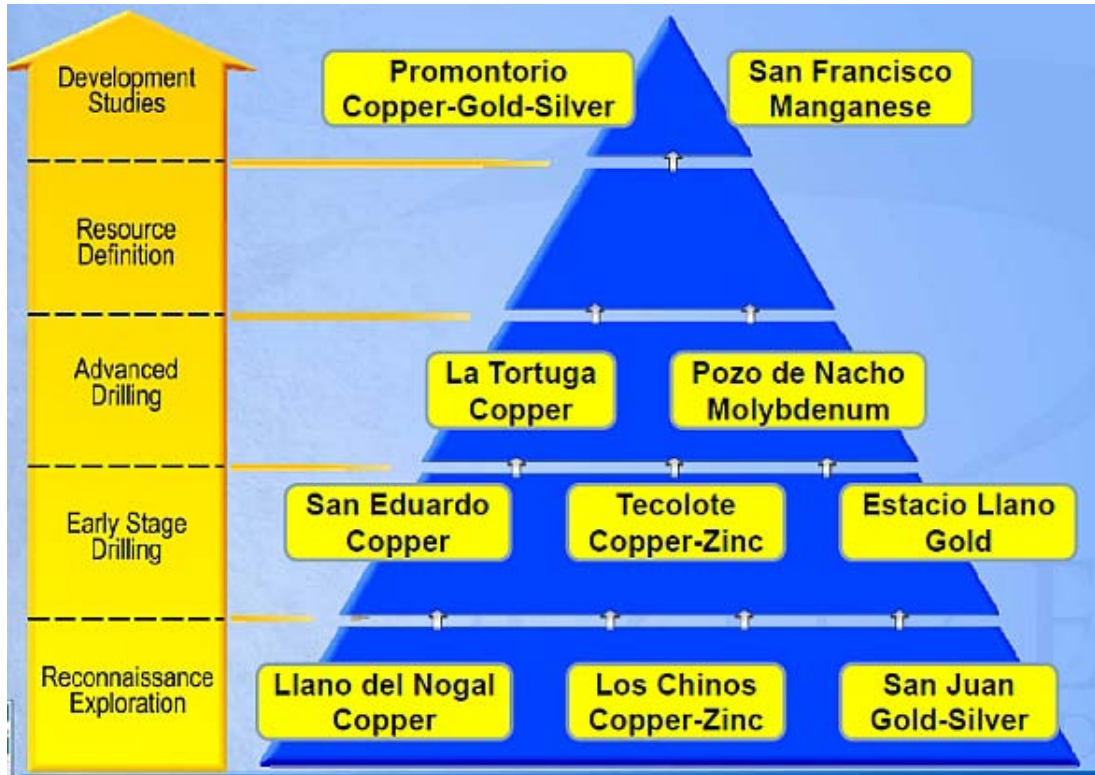 Development
Studies
Promontorio
Copper-Gold-Silver
San Francisco
Manganese
Resource
Definition
Advanced
Drilling
La Tortuga
Copper
Pozo de Nacho
Molybdenum
Early Stage
Drilling
San Eduardo
Copper
Tecolote
Copper-Zinc
Estacio Llano
Gold
Reconnaissance
Exploration
Llano del Nogal
Copper
Los Chinos
Copper-Zinc
San Juan
Gold-Silver